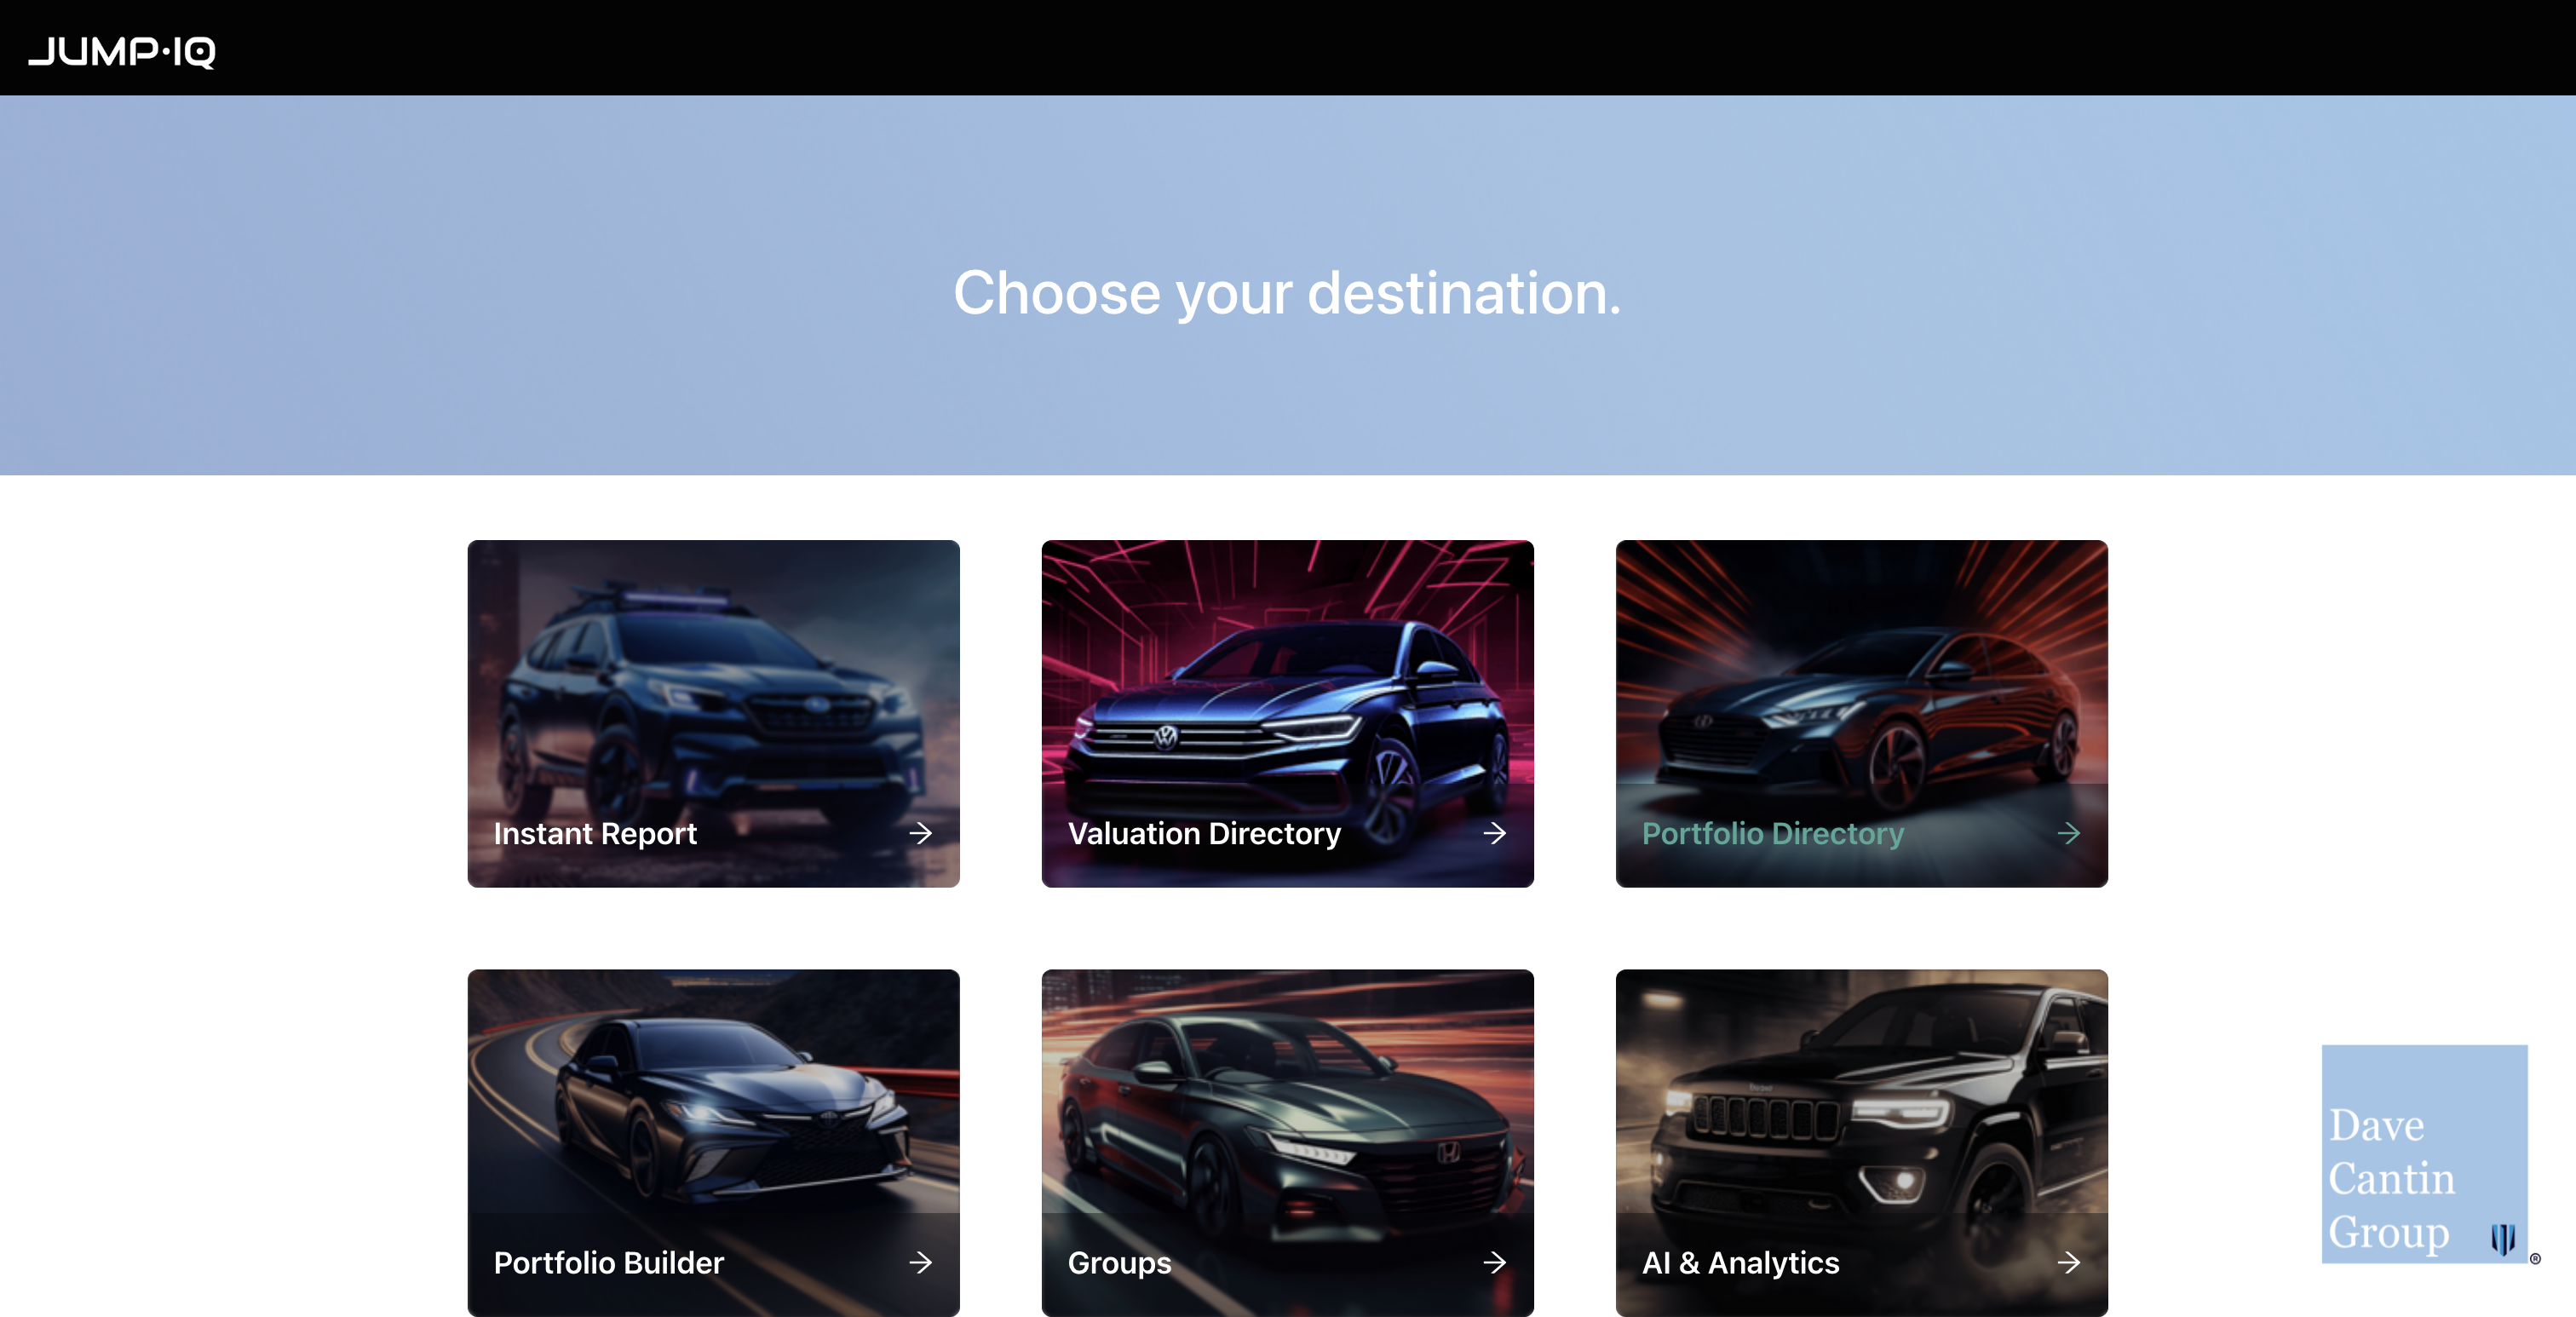 JUMP·IQ
Choose your destination.
Instant Report
Valuation Directory
Portfolio Directory
Portfolio Builder
Groups
AI & Analytics
Dave
Cantin
Group
®